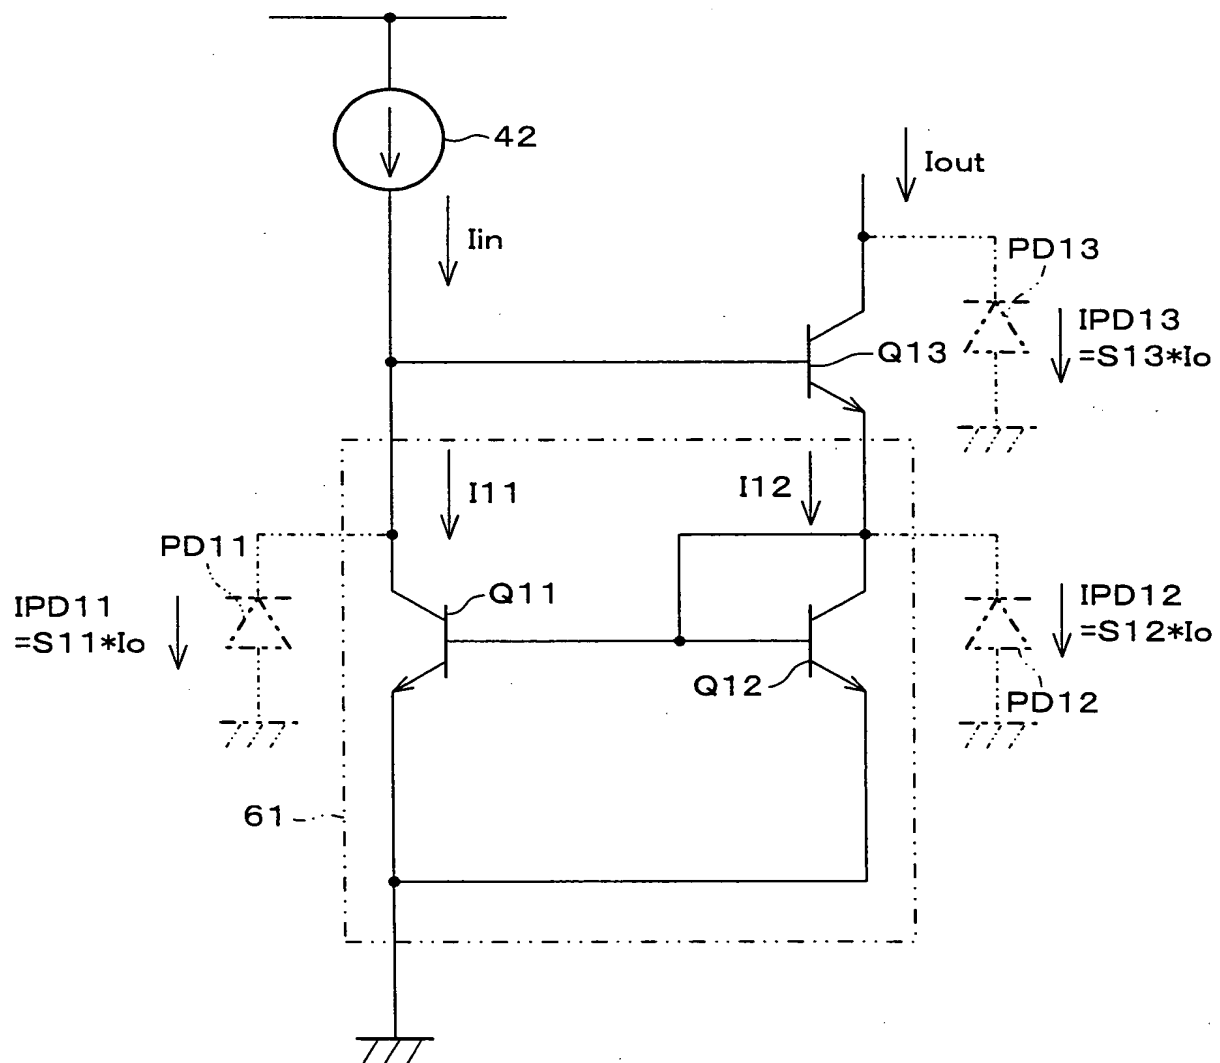 42
Iout
Iin
PD13
IPD13
=S13*Io
Q13
I11
I12
PD11
Q11
IPD11
=S11*Io
IPD12
=S12*Io
Q12
PD12
61